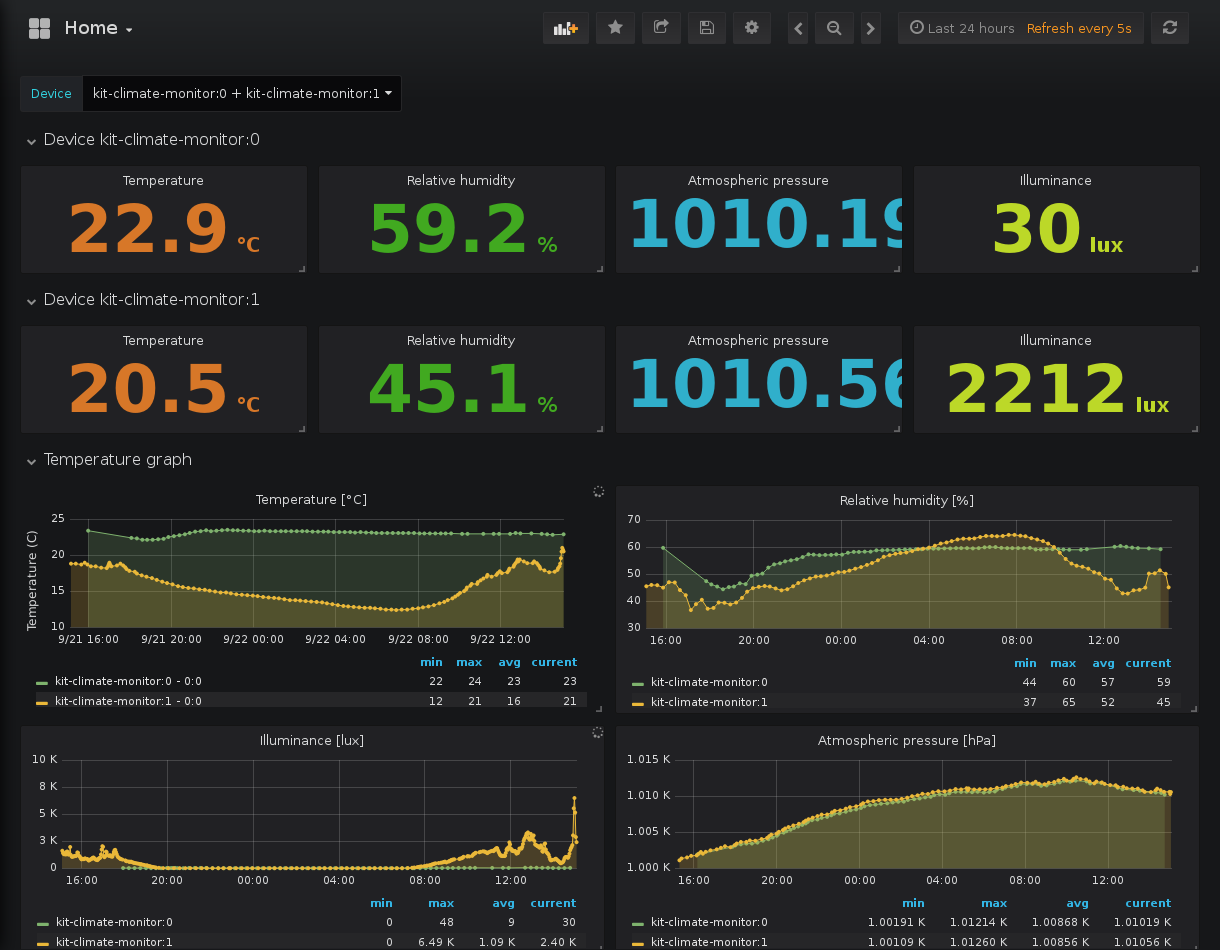 Home
Last 24 hours Refresh every 5s
Device kit-climate-monitor:0 + kit-climate-monitor:1
Device kit-climate-monitor:0
Temperature Relative humidity Atmospheric pressure Illuminance
22.9 °C 59.2 % 1010.19 30 lux
Device kit-climate-monitor:1
Temperature Relative humidity Atmospheric pressure Illuminance
20.5 °C 45.1 % 1010.56 2212 lux
Temperature graph
Temperature [°C]
Temperature (C)
25
20
15
10
9/21 16:00 9/21 20:00 9/22 00:00 9/22 04:00 9/22 08:00 9/22 12:00
min max avg current
kit-climate-monitor:0 - 0:0 22 24 23 23
kit-climate-monitor:1 - 0:0 12 21 16 21
Relative humidity [%]
70
60
50
40
30
16:00 20:00 00:00 04:00 08:00 12:00
min max avg current
kit-climate-monitor:0 44 60 57 59
kit-climate-monitor:1 37 65 52 45
Illuminance [lux]
10 K
8 K
5 K
3 K
0
16:00 20:00 00:00 04:00 08:00 12:00
min max avg current
kit-climate-monitor:0 0 48 9 30
kit-climate-monitor:1 0 6.49 K 1.09 K 2.40 K
Atmospheric pressure [hPa]
1.015 K
1.010 K
1.005 K
1.000 K
16:00 20:00 00:00 04:00 08:00 12:00
min max avg current
kit-climate-monitor:0 1.00191 K 1.01214 K 1.00868 K 1.01019 K
kit-climate-monitor:1 1.00109 K 1.01260 K 1.00856 K 1.01056 K